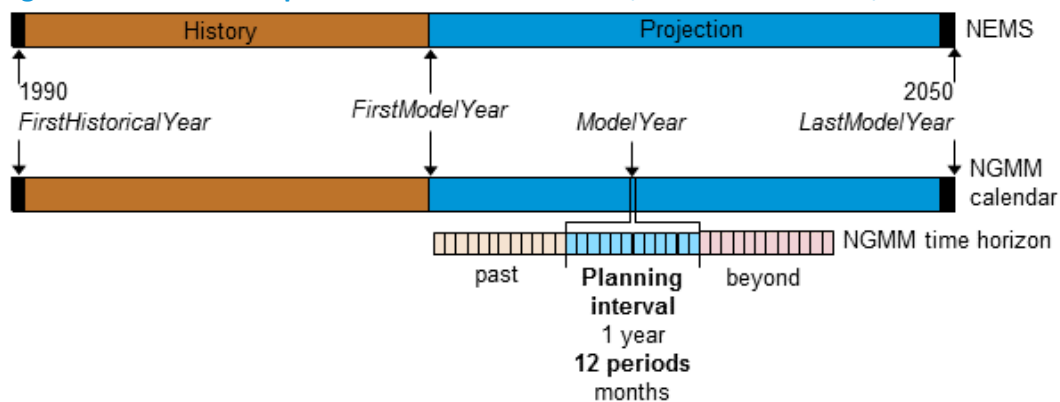 History
Projection
NEMS
1990
FirstHistoricalYear
FirstModelYear
ModelYear
2050
LastModelYear
NGMM
calendar
NGMM time horizon
past
Planning
interval
1 year
12 periods
months
beyond